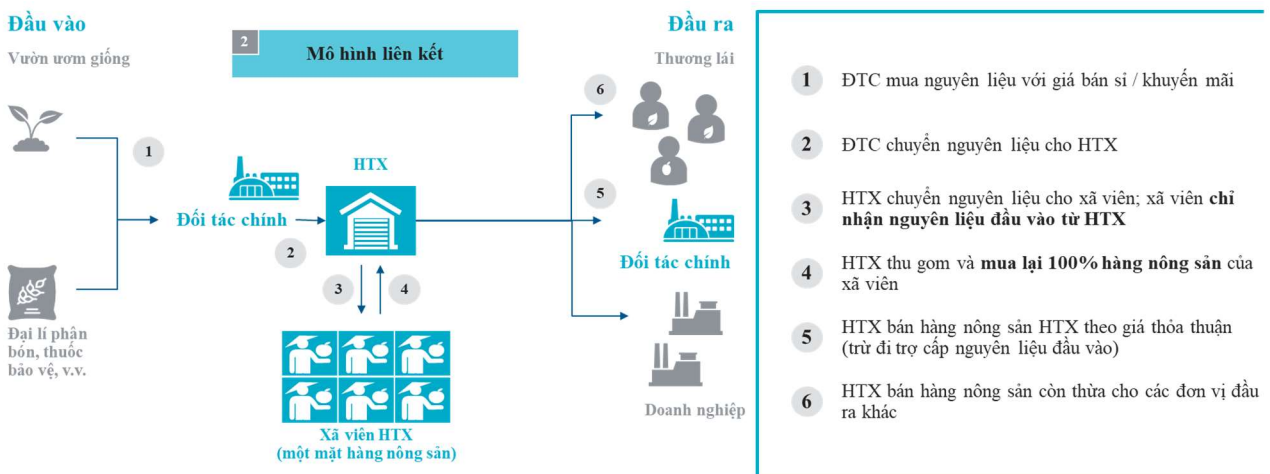 Đầu vào
Vườn ươm giống
2
Mô hình liên kết
Đầu ra
Thương lái
1
6
HTX
5
Đối tác chính
2
Đối tác chính
3
4
Đại lí phân
bón, thuốc
bảo vệ, v.v.
Xã viên HTX
(một mặt hàng nông sản)
Doanh nghiệp
1 ĐTC mua nguyên liệu với giá bán sỉ / khuyến mãi
2 ĐTC chuyển nguyên liệu cho HTX
3 HTX chuyển nguyên liệu cho xã viên; xã viên chỉ
nhận nguyên liệu đầu vào từ HTX
4 HTX thu gom và mua lại 100% hàng nông sản của
xã viên
5 HTX bán hàng nông sản HTX theo giá thỏa thuận
(trừ đi trợ cấp nguyên liệu đầu vào)
6 HTX bán hàng nông sản còn thừa cho các đơn vị đầu
ra khác